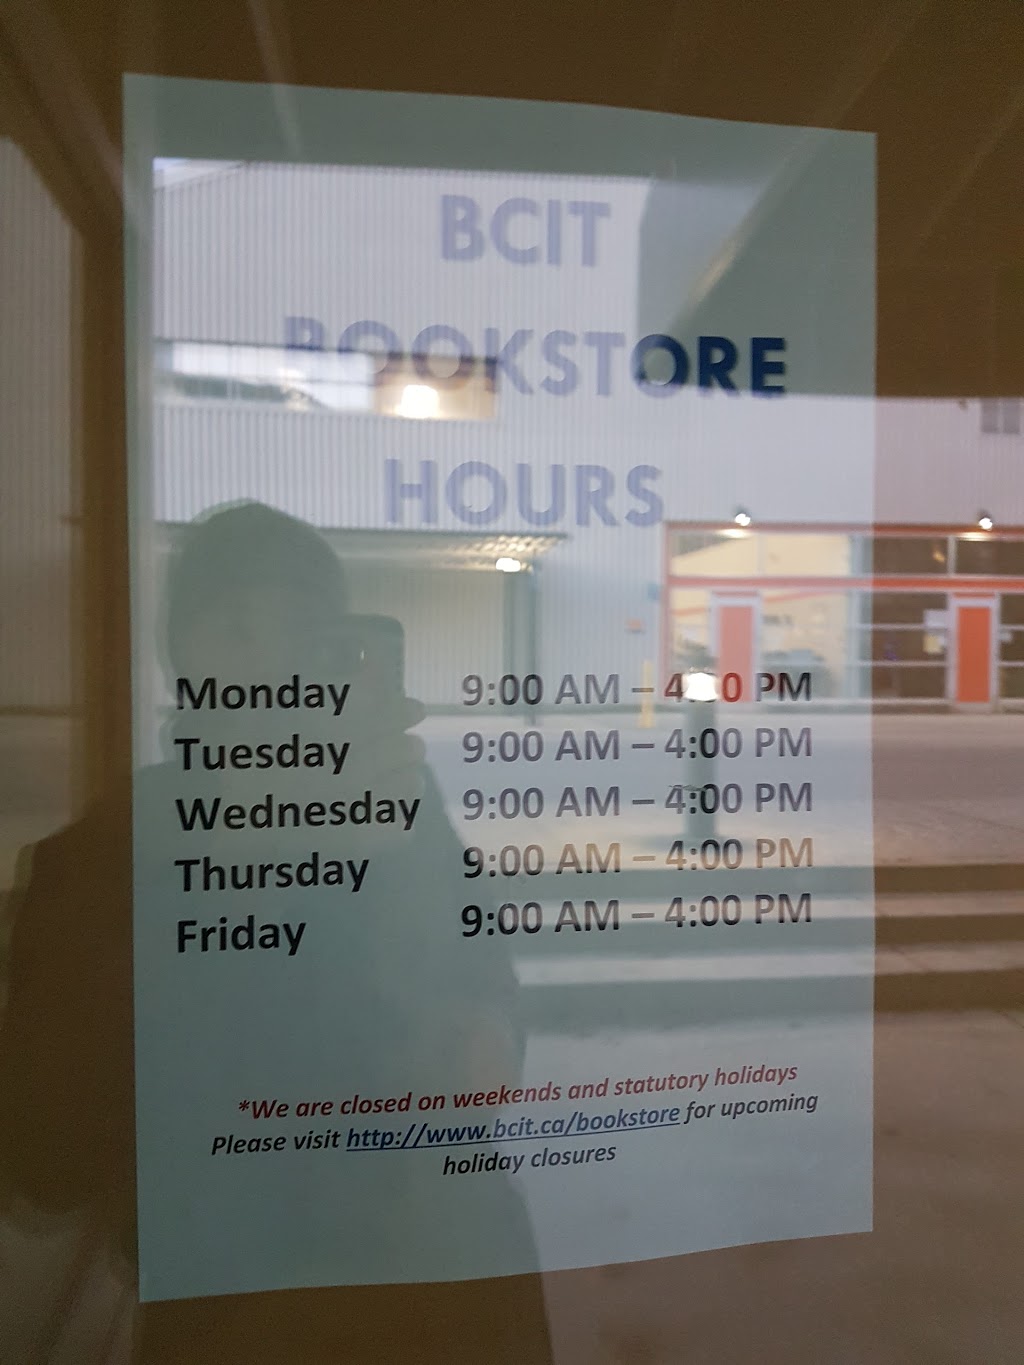 BCIT
BOOKSTORE
HOURS
Monday 9:00 AM – 4:00 PM
Tuesday 9:00 AM – 4:00 PM
Wednesday 9:00 AM – 4:00 PM
Thursday 9:00 AM – 4:00 PM
Friday 9:00 AM – 4:00 PM
*We are closed on weekends and statutory holidays
Please visit http://www.bcit.ca/bookstore for upcoming
holiday closures